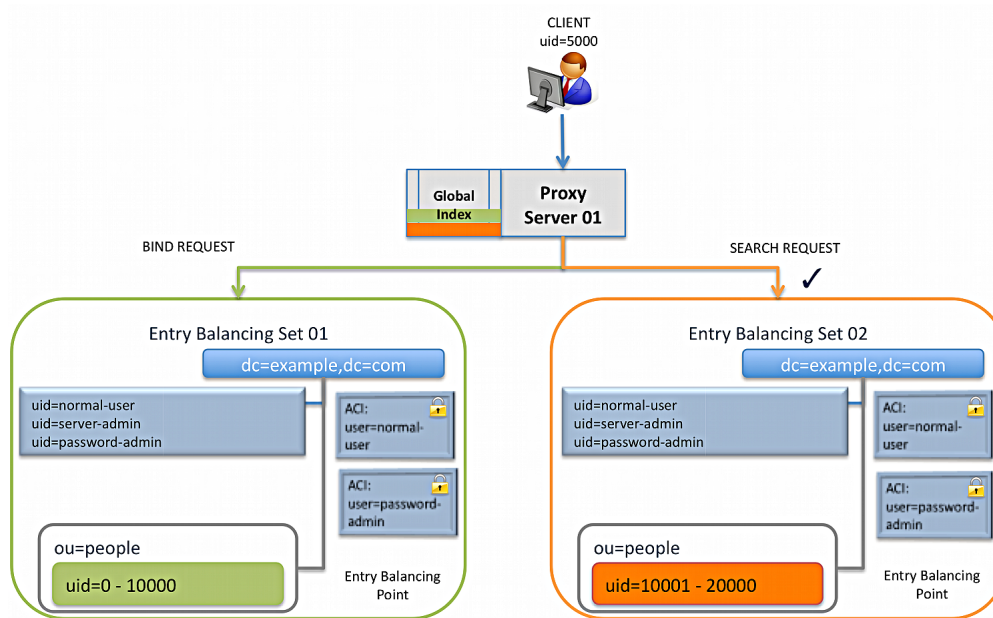 CLIENT
uid=5000
Global
Index
Proxy
Server 01
BIND REQUEST
SEARCH REQUEST
✓
Entry Balancing Set 01
dc=example,dc=com
uid=normal-user
uid=server-admin
uid=password-admin
ACI:
user=normal-
user
ACI:
user=password-
admin
ou=people
uid=0 - 10000
Entry Balancing
Point
Entry Balancing Set 02
dc=example,dc=com
uid=normal-user
uid=server-admin
uid=password-admin
ACI:
user=normal-
user
ACI:
user=password-
admin
ou=people
uid=10001 - 20000
Entry Balancing
Point